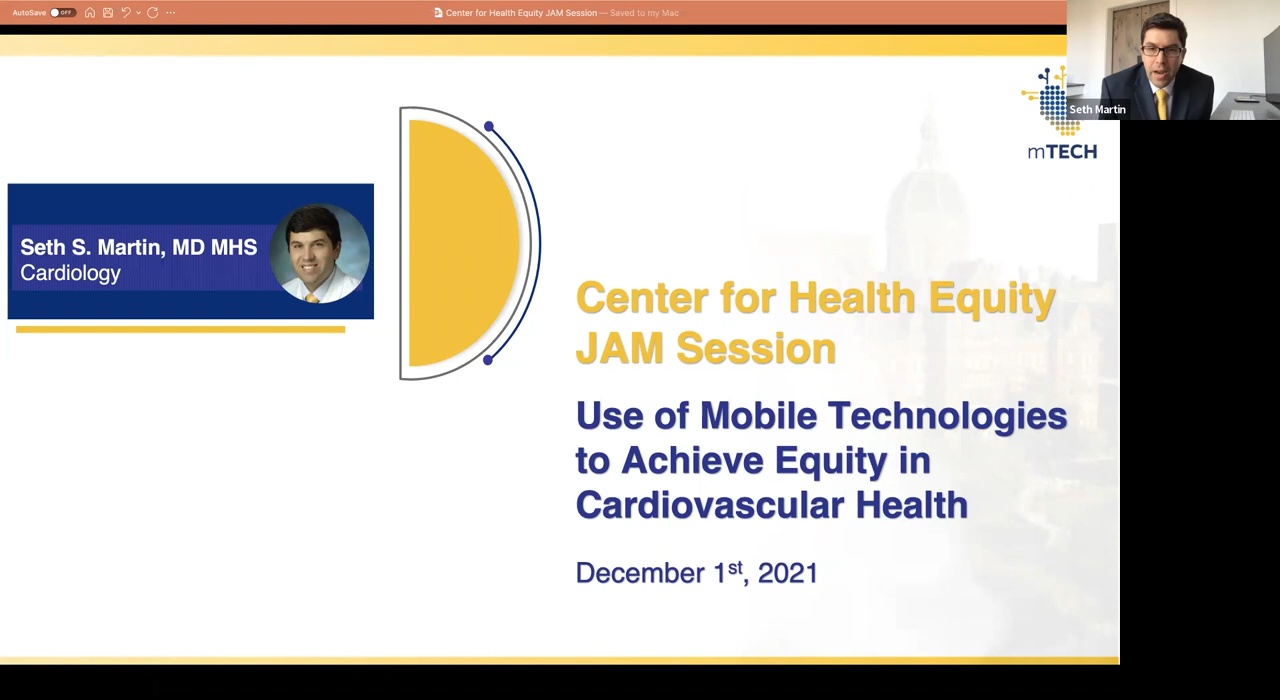 AutoSave OFF
Center for Health Equity JAM Session — Saved to my Mac
Seth Martin
mTECH
Seth S. Martin, MD MHS
Cardiology
Center for Health Equity
JAM Session
Use of Mobile Technologies
to Achieve Equity in
Cardiovascular Health
December 1st, 2021